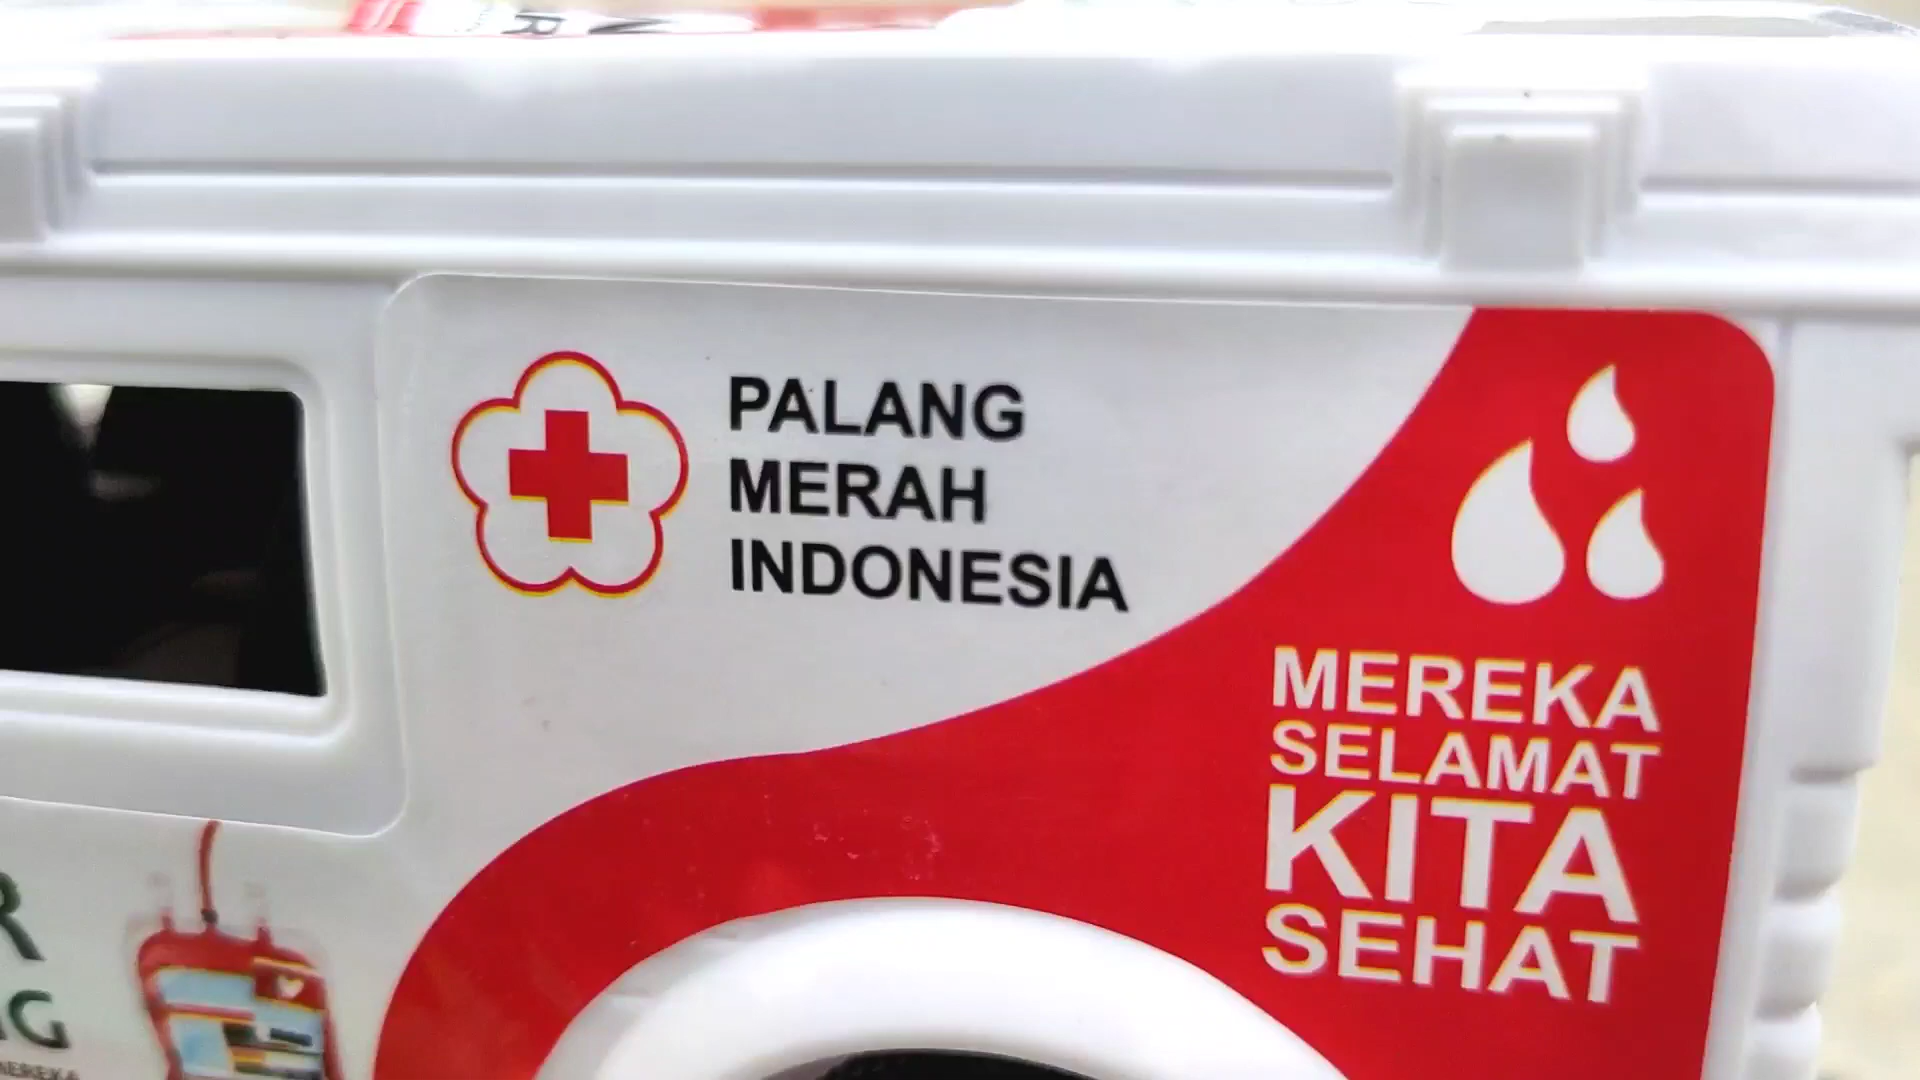 PALANG
MERAH
INDONESIA
MEREKA
SELAMAT
KITA
SEHAT